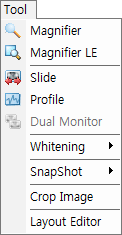 Tool
Magnifier
Magnifier LE
Slide
Profile
Dual Monitor
Whitening
SnapShot
Crop Image
Layout Editor